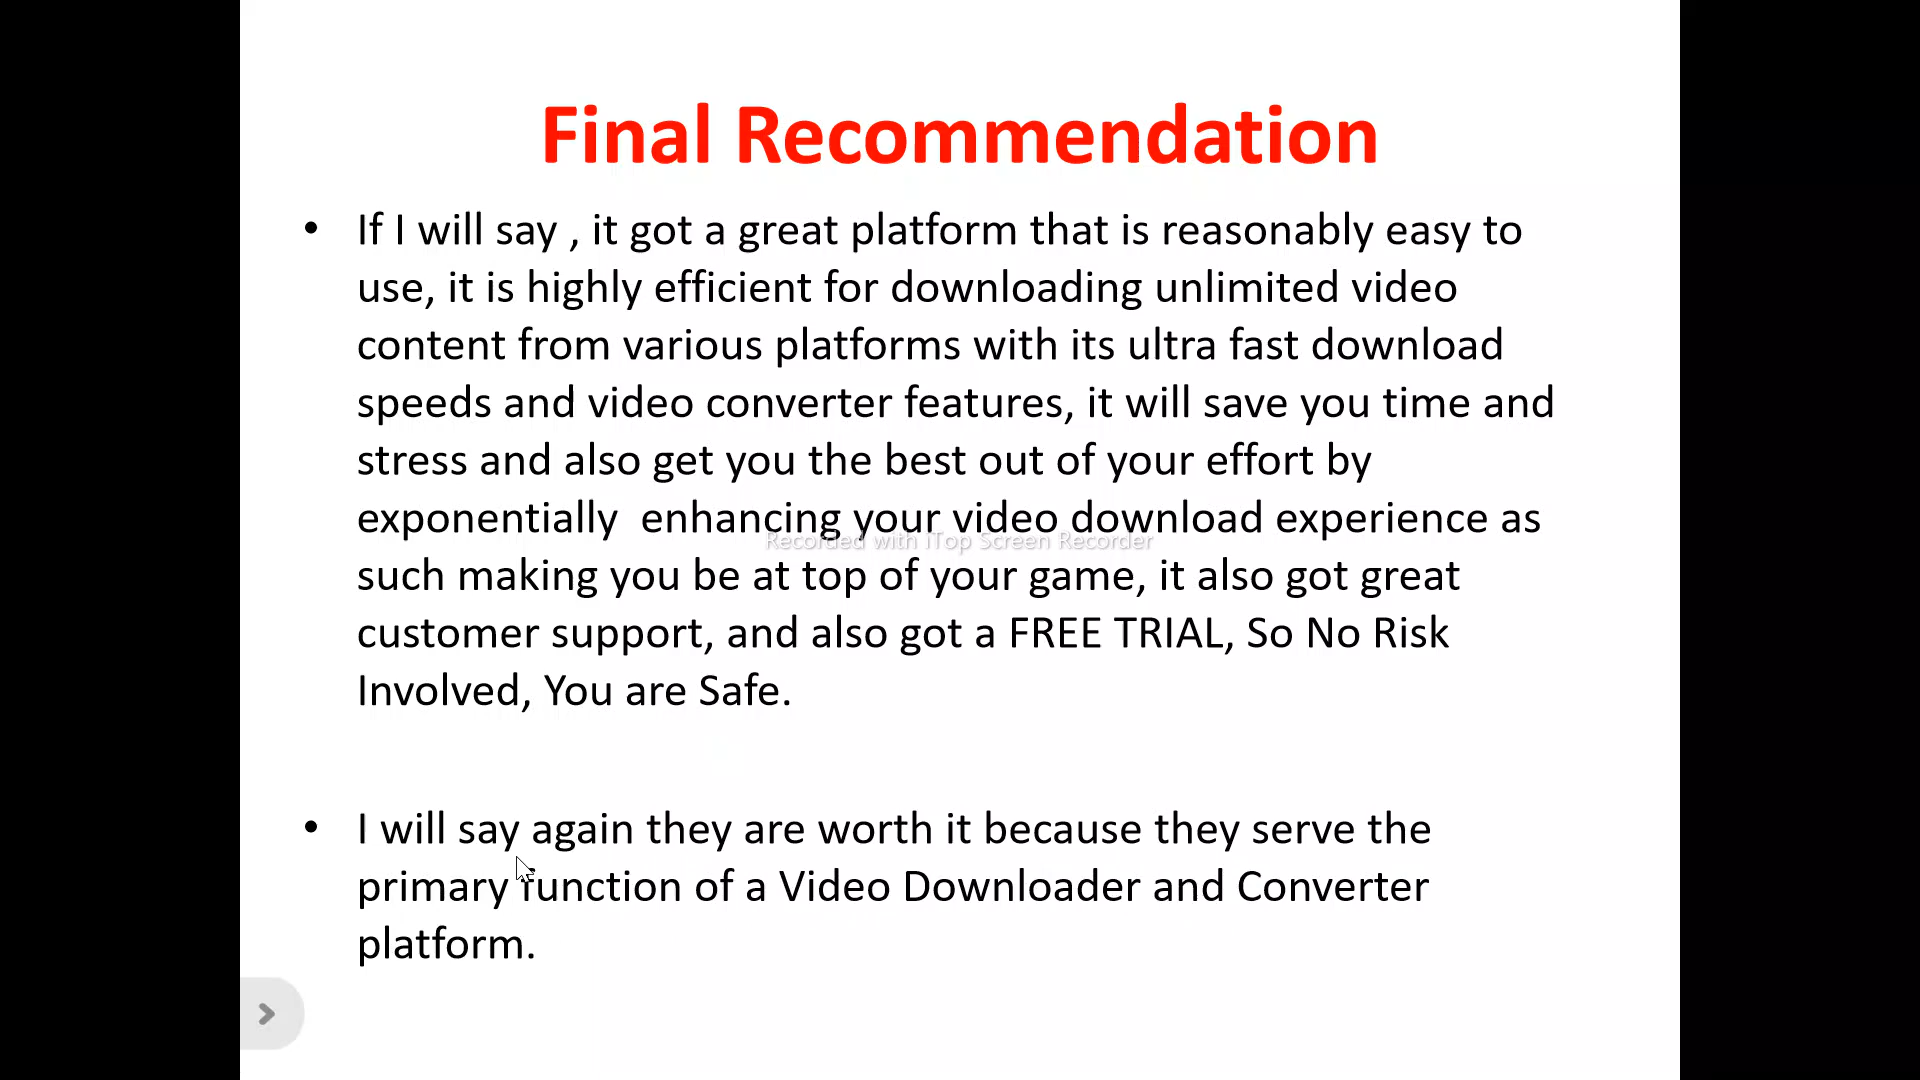 Final Recommendation
• If I will say , it got a great platform that is reasonably easy to
use, it is highly efficient for downloading unlimited video
content from various platforms with its ultra fast download
speeds and video converter features, it will save you time and
stress and also get you the best out of your effort by
exponentially  enhancing your video download experience as
Recorded with iTop Screen Recorder
such making you be at top of your game, it also got great
customer support, and also got a FREE TRIAL, So No Risk
Involved, You are Safe.
• I will say again they are worth it because they serve the
primary function of a Video Downloader and Converter
platform.